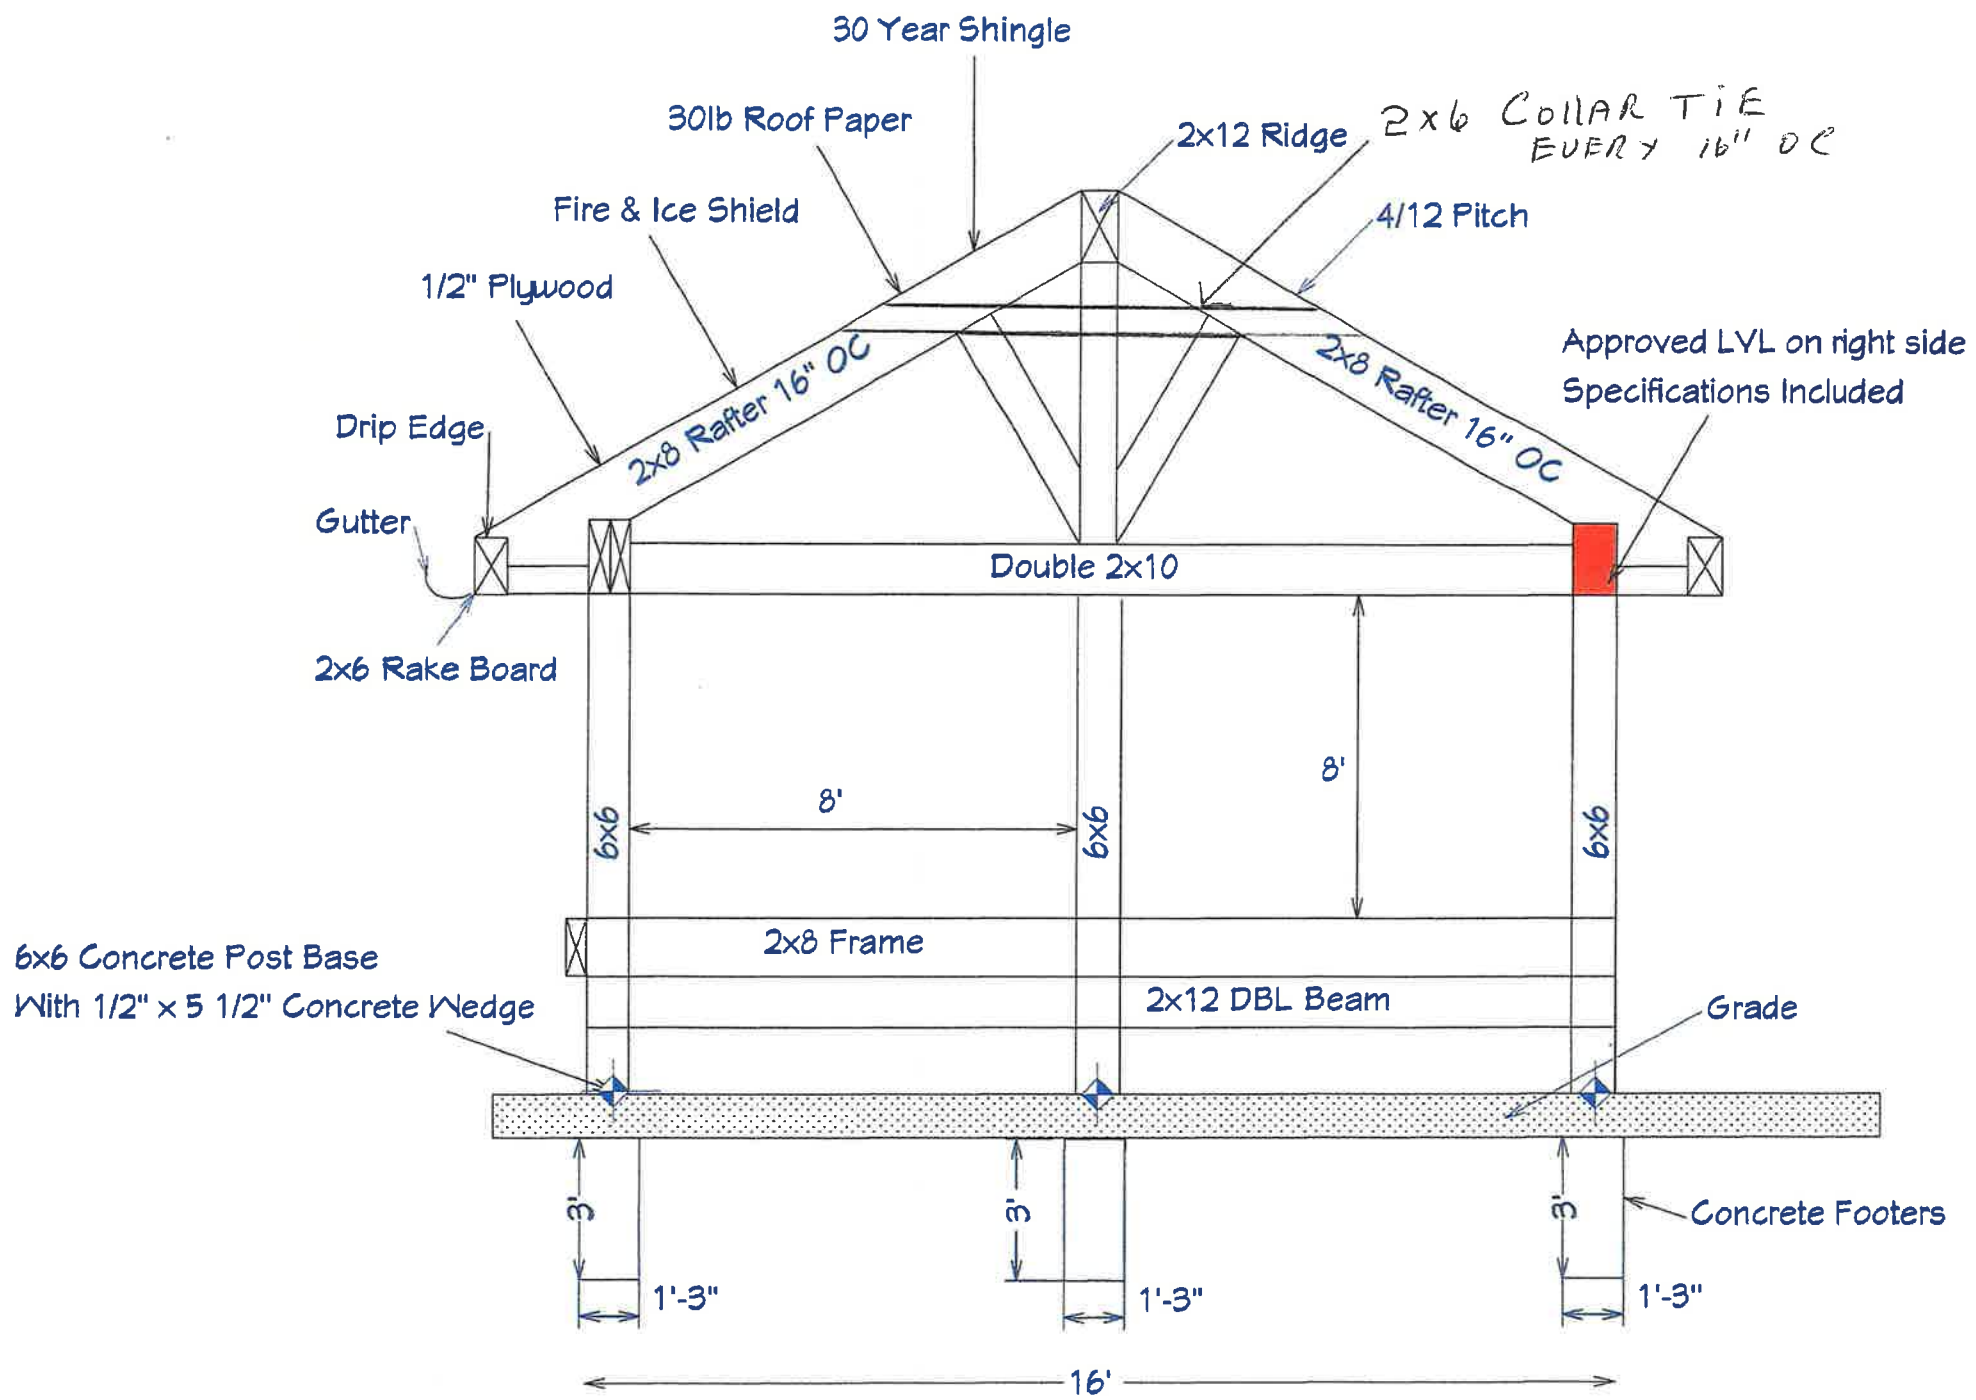 30 Year Shingle
30lb Roof Paper
2x12 Ridge
2x6 COllAR TiE
EVERY 16" OC
Fire & Ice Shield
4/12 Pitch
1/2" Plywood
Approved LVL on right side
Specifications Included
2x8 Rafter 16" OC
2x8 Rafter 16" OC
Drip Edge
Gutter
Double 2x10
2x6 Rake Board
8'
8'
6x6
6x6
6x6
2x8 Frame
6x6 Concrete Post Base
With 1/2" x 5 1/2" Concrete Wedge
2x12 DBL Beam
Grade
3'
3'
3'
Concrete Footers
1'-3"
1'-3"
1'-3"
16'